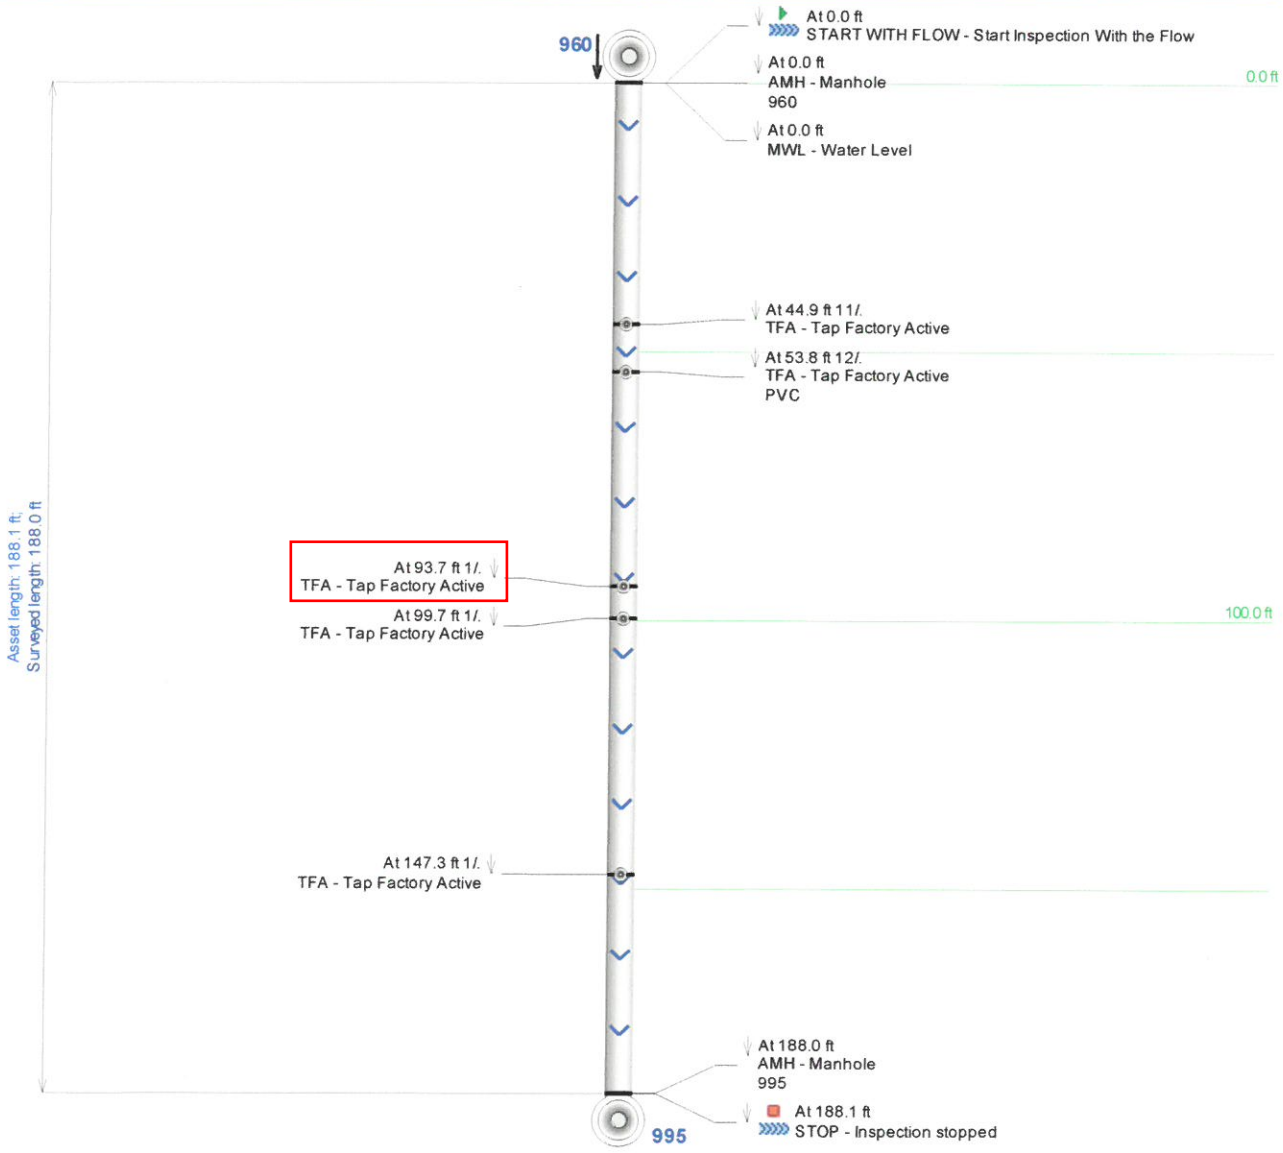 At 0.0 ft
START WITH FLOW - Start Inspection With the Flow
960
At 0.0 ft
AMH - Manhole
960
0.0 ft
At 0.0 ft
MWL - Water Level
At 44.9 ft 11/.
TFA - Tap Factory Active
At 53.8 ft 12/.
TFA - Tap Factory Active
PVC
Asset length: 188.1 ft;
Surveyed length: 188.0 ft
At 93.7 ft 1/.
TFA - Tap Factory Active
At 99.7 ft 1/.
TFA - Tap Factory Active
100.0 ft
At 147.3 ft 1/.
TFA - Tap Factory Active
At 188.0 ft
AMH - Manhole
995
At 188.1 ft
STOP - Inspection stopped
995